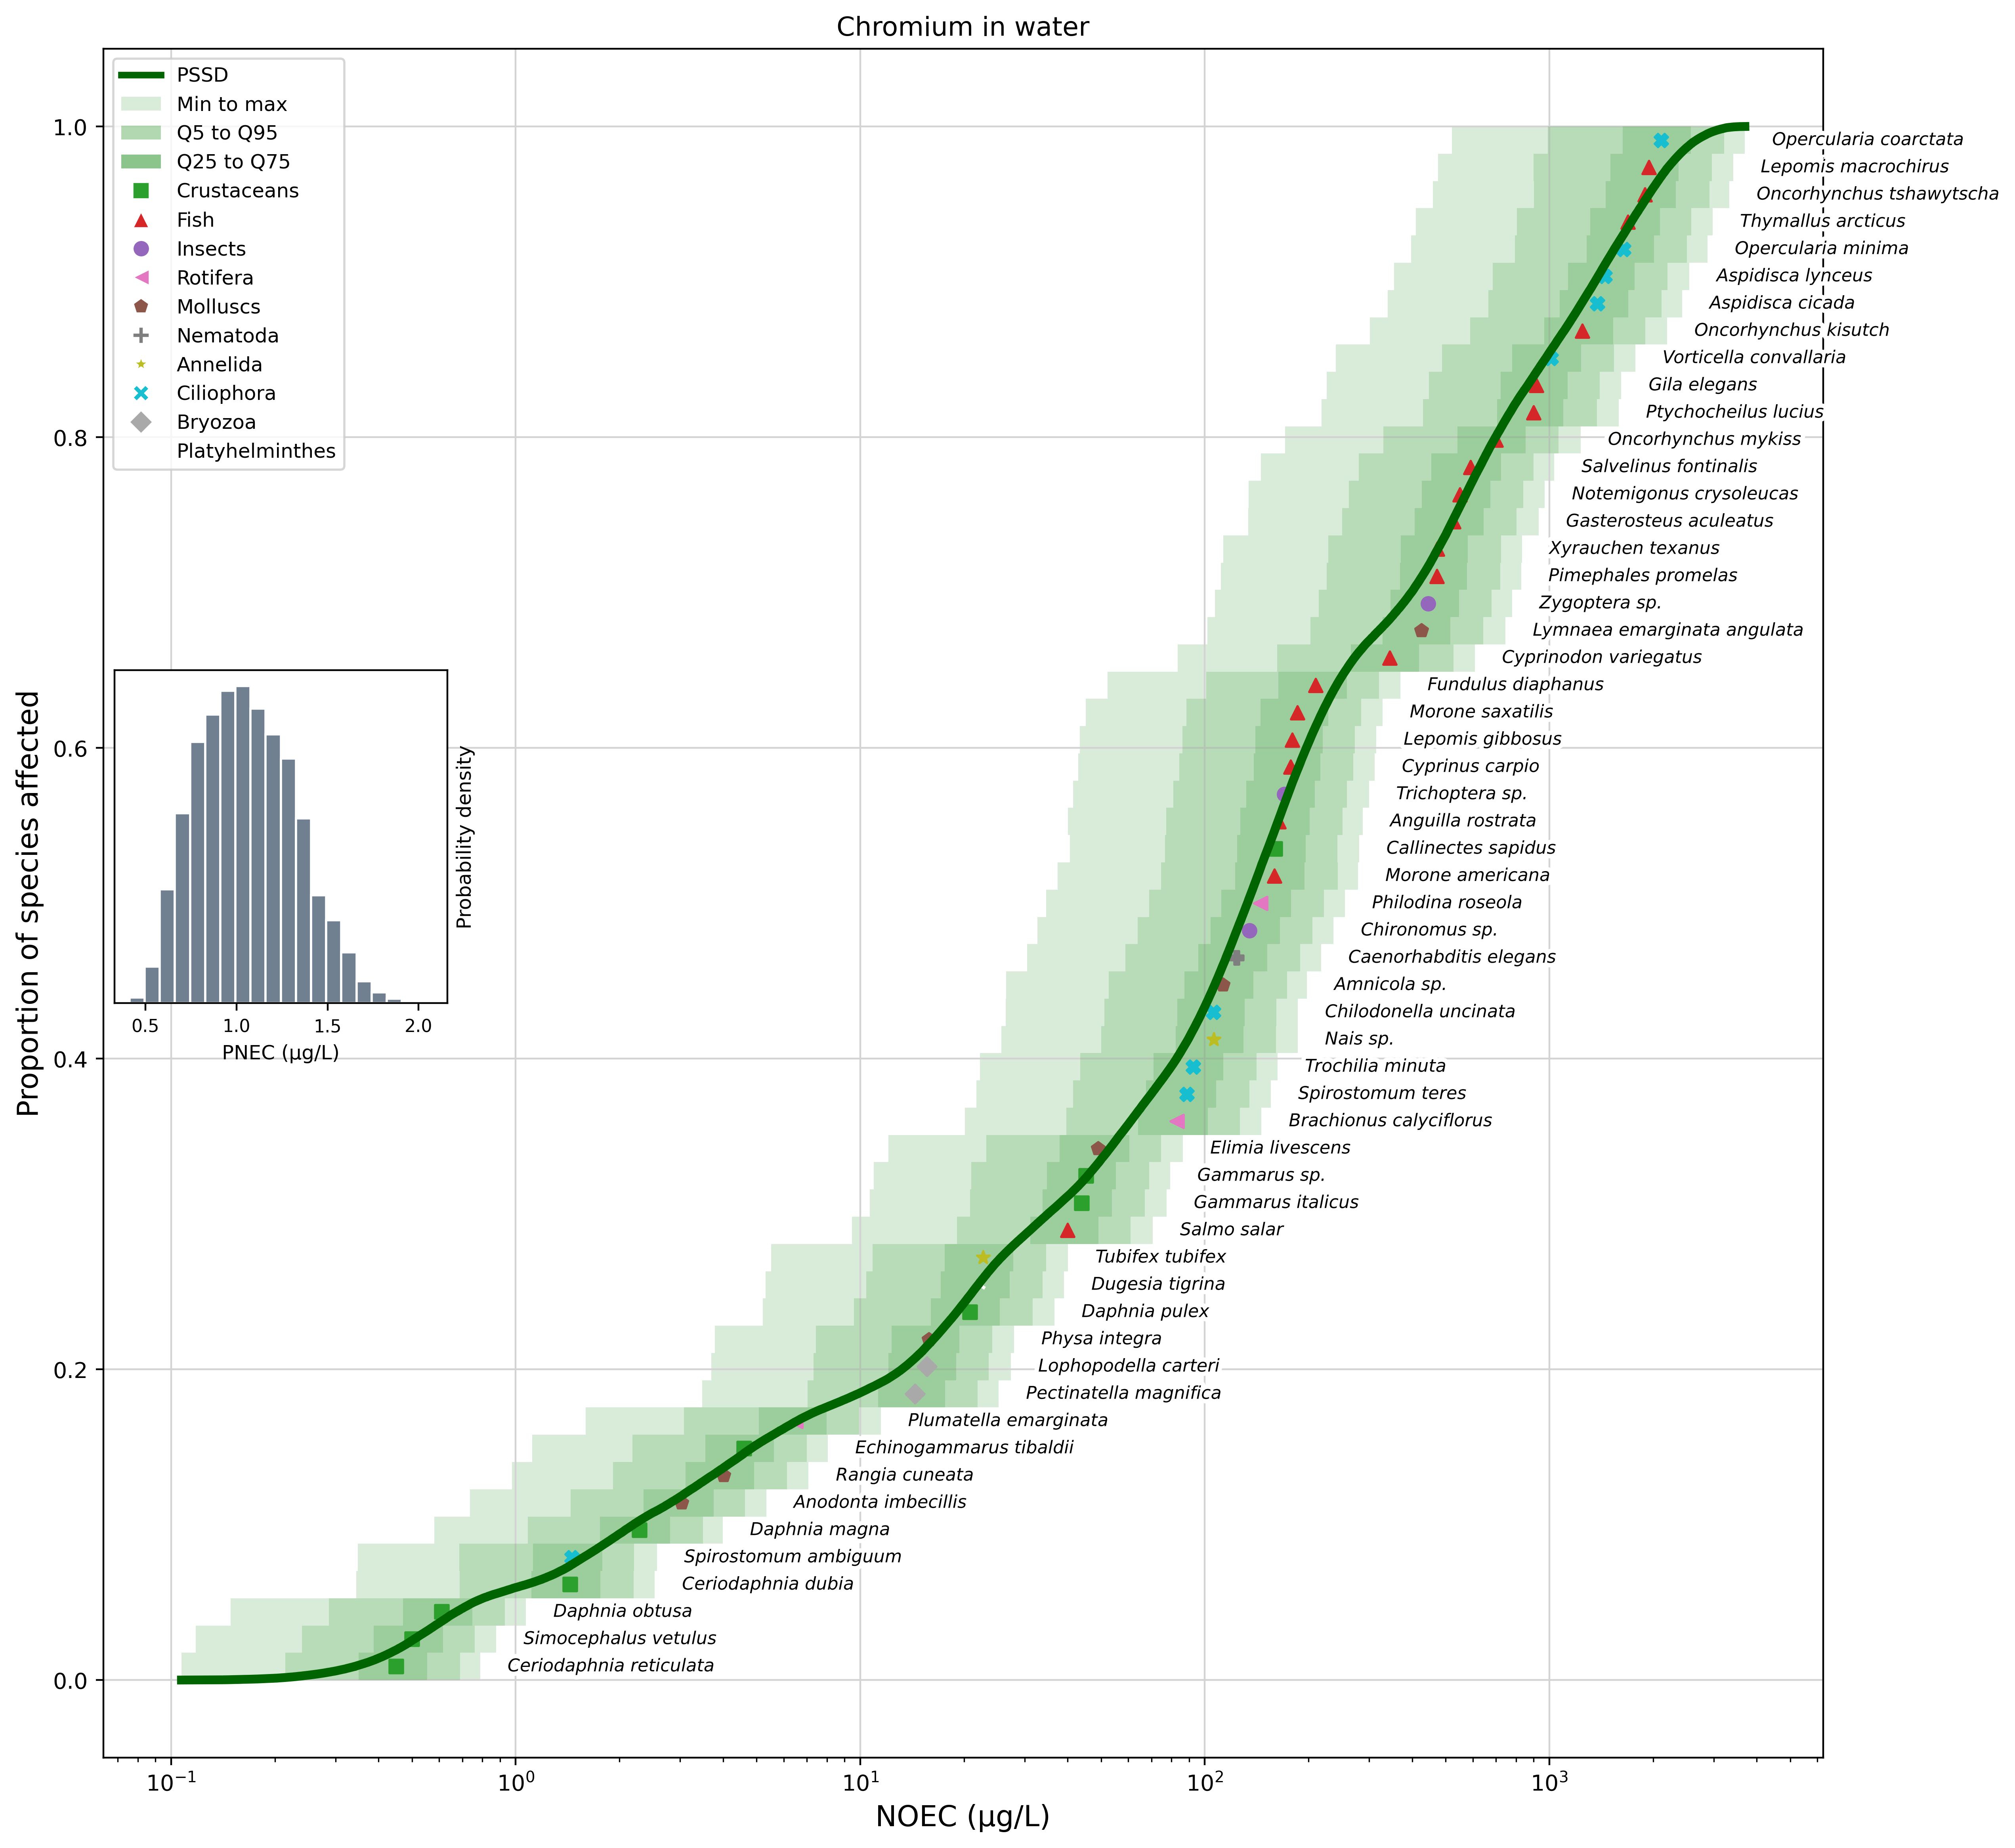 Chromium in water
PSSD
Min to max
Q5 to Q95
Q25 to Q75
Crustaceans
Fish
Insects
Rotifera
Molluscs
Nematoda
Annelida
Ciliophora
Bryozoa
Platyhelminthes
1.0
0.8
0.6
0.4
0.2
0.0
Proportion of species affected
Opercularia coarctata
Lepomis macrochirus
Oncorhynchus tshawytscha
Thymallus arcticus
Opercularia minima
Aspidisca lynceus
Aspidisca cicada
Oncorhynchus kisutch
Vorticella convallaria
Gila elegans
Ptychocheilus lucius
Oncorhynchus mykiss
Salvelinus fontinalis
Notemigonus crysoleucas
Gasterosteus aculeatus
Xyrauchen texanus
Pimephales promelas
Zygoptera sp.
Lymnaea emarginata angulata
Cyprinodon variegatus
Fundulus diaphanus
Morone saxatilis
Lepomis gibbosus
Cyprinus carpio
Trichoptera sp.
Anguilla rostrata
Callinectes sapidus
Morone americana
Philodina roseola
Chironomus sp.
Caenorhabditis elegans
Amnicola sp.
Chilodonella uncinata
Nais sp.
Trochilia minuta
Spirostomum teres
Brachionus calyciflorus
Elimia livescens
Gammarus sp.
Gammarus italicus
Salmo salar
Tubifex tubifex
Dugesia tigrina
Daphnia pulex
Physa integra
Lophopodella carteri
Pectinatella magnifica
Plumatella emarginata
Echinogammarus tibaldii
Rangia cuneata
Anodonta imbecillis
Daphnia magna
Spirostomum ambiguum
Ceriodaphnia dubia
Daphnia obtusa
Simocephalus vetulus
Ceriodaphnia reticulata
Probability density
0.5 1.0 1.5 2.0
PNEC (µg/L)
10⁻¹ 10⁰ 10¹ 10² 10³
NOEC (µg/L)